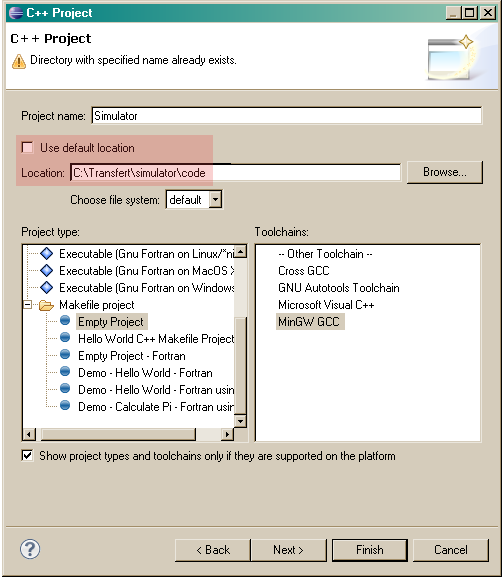 C++ Project
C++ Project
Directory with specified name already exists.
Project name: Simulator
Use default location
Location: C:\Transfert\simulator\code Browse...
Choose file system: default
Project type: Toolchains:
Executable (Gnu Fortran on Linux/*ni
Executable (Gnu Fortran on MacOS X
Executable (Gnu Fortran on Windows
Makefile project
Empty Project
Hello World C++ Makefile Project
Empty Project - Fortran
Demo - Hello World - Fortran
Demo - Hello World - Fortran usin
Demo - Calculate Pi - Fortran usin
-- Other Toolchain --
Cross GCC
GNU Autotools Toolchain
Microsoft Visual C++
MinGW GCC
Show project types and toolchains only if they are supported on the platform
? < Back Next > Finish Cancel